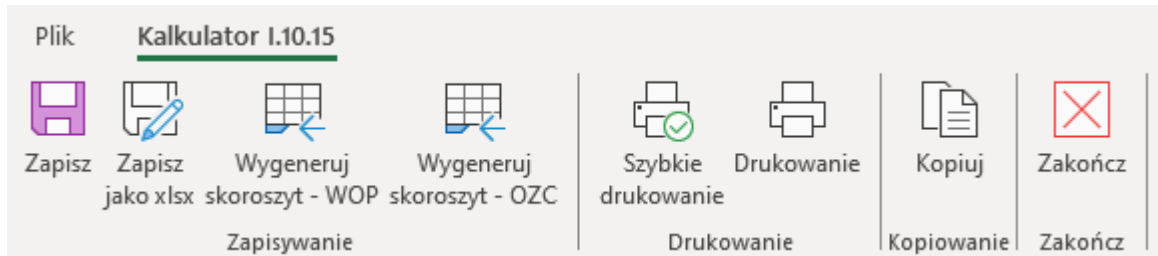 Plik Kalkulator I.10.15
Zapisz Zapisz Wygeneruj Wygeneruj Szybkie Drukowanie Kopiuj Zakończ
jako xlsx skoroszyt - WOP skoroszyt - OZC drukowanie
Zapisywanie Drukowanie Kopiowanie Zakończ